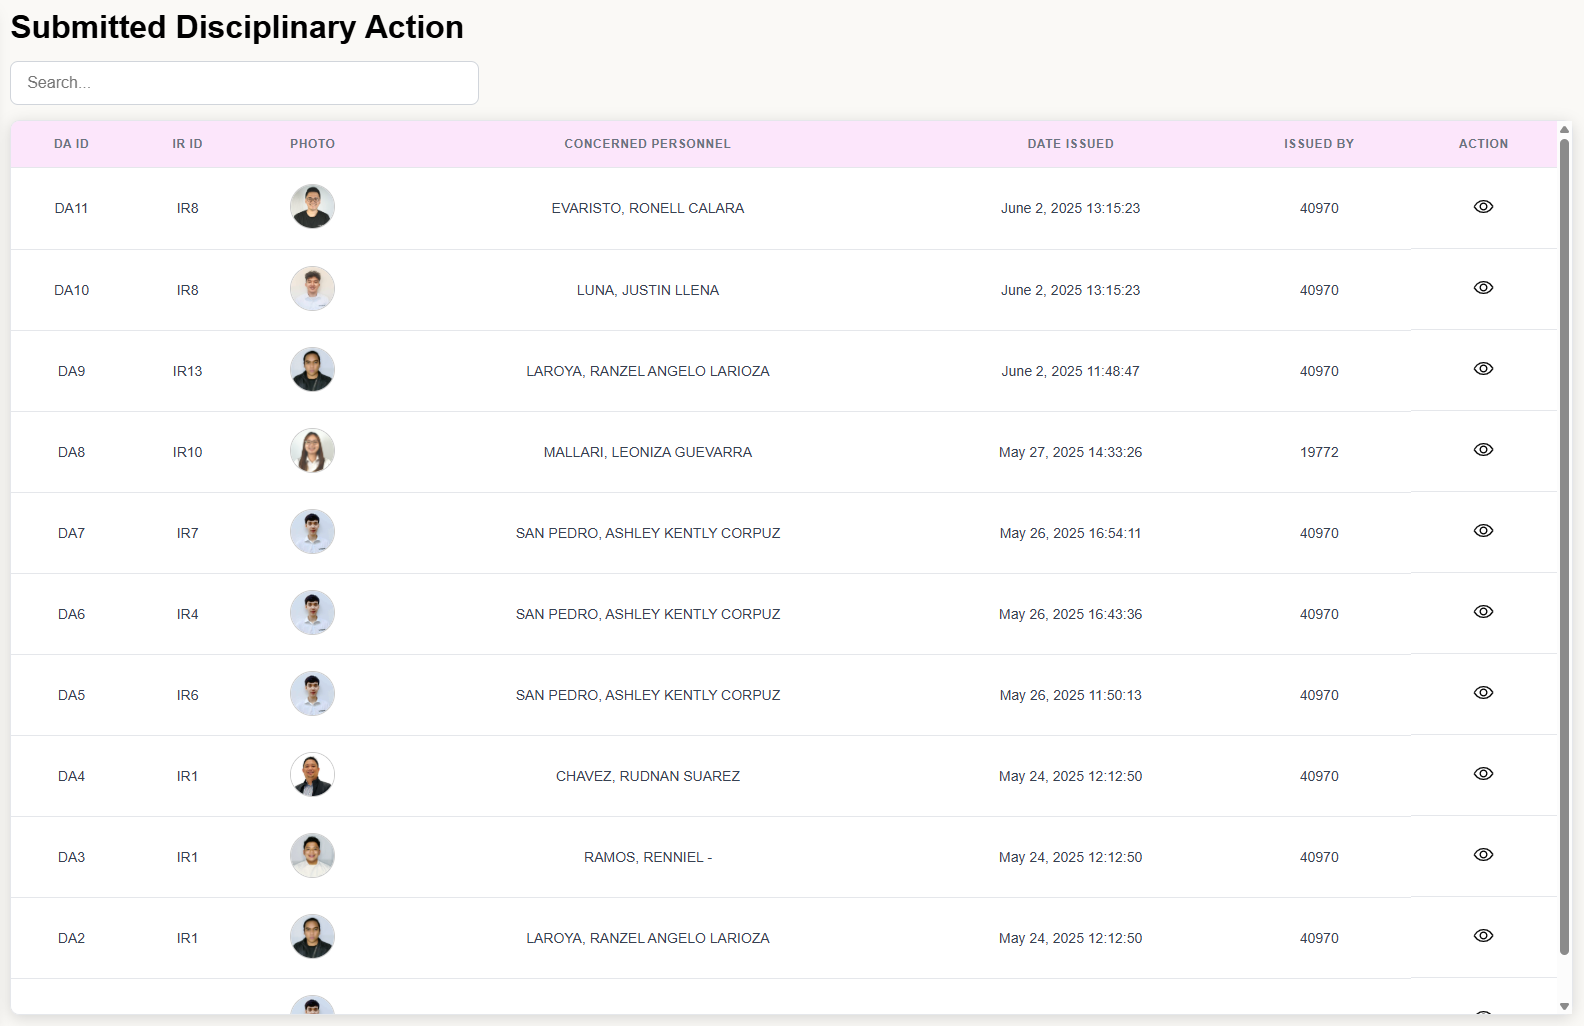 Submitted Disciplinary Action
Search...
DA ID IR ID PHOTO CONCERNED PERSONNEL DATE ISSUED ISSUED BY ACTION
DA11 IR8 EVARISTO, RONELL CALARA June 2, 2025 13:15:23 40970
DA10 IR8 LUNA, JUSTIN LLENA June 2, 2025 13:15:23 40970
DA9 IR13 LAROYA, RANZEL ANGELO LARIOZA June 2, 2025 11:48:47 40970
DA8 IR10 MALLARI, LEONIZA GUEVARRA May 27, 2025 14:33:26 19772
DA7 IR7 SAN PEDRO, ASHLEY KENTLY CORPUZ May 26, 2025 16:54:11 40970
DA6 IR4 SAN PEDRO, ASHLEY KENTLY CORPUZ May 26, 2025 16:43:36 40970
DA5 IR6 SAN PEDRO, ASHLEY KENTLY CORPUZ May 26, 2025 11:50:13 40970
DA4 IR1 CHAVEZ, RUDNAN SUAREZ May 24, 2025 12:12:50 40970
DA3 IR1 RAMOS, RENNIEL - May 24, 2025 12:12:50 40970
DA2 IR1 LAROYA, RANZEL ANGELO LARIOZA May 24, 2025 12:12:50 40970